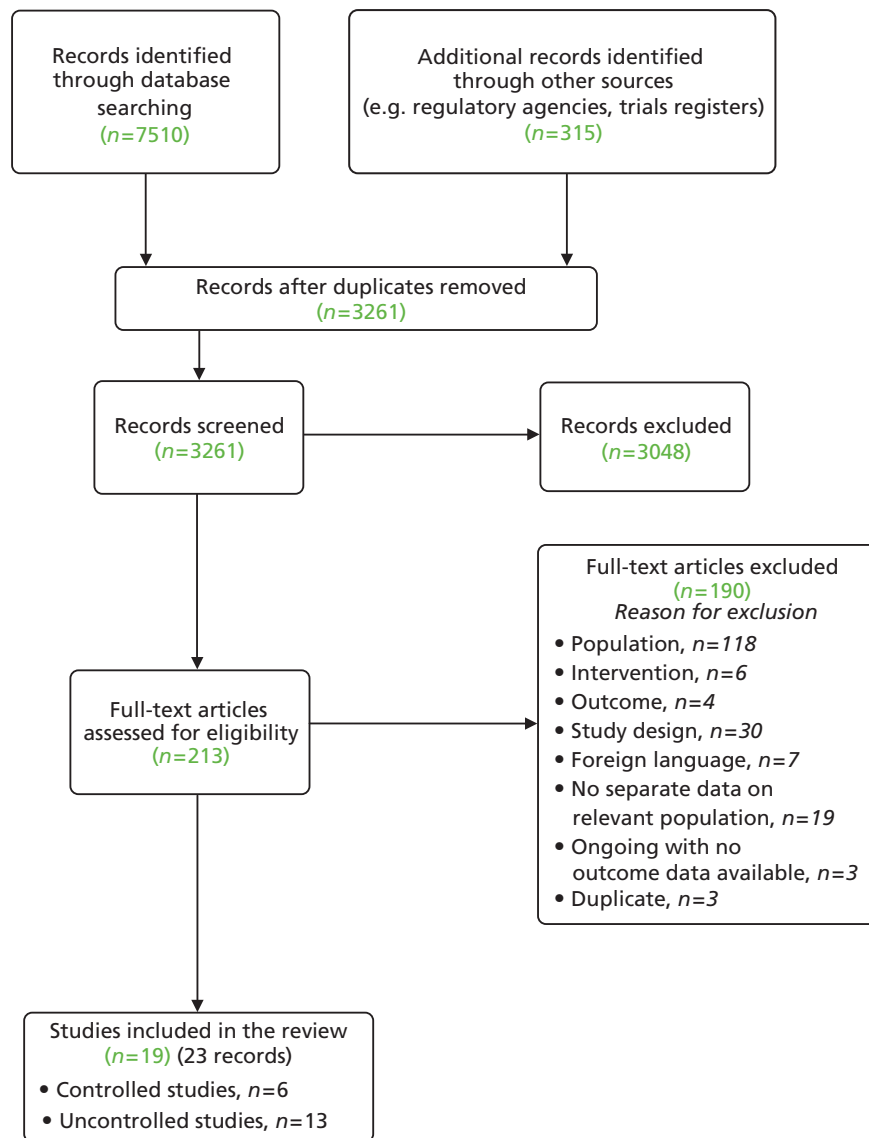 Records identified
through database
searching
(n=7510)
Additional records identified
through other sources
(e.g. regulatory agencies, trials registers)
(n=315)
Records after duplicates removed
(n=3261)
Records screened
(n=3261)
Records excluded
(n=3048)
Full-text articles
assessed for eligibility
(n=213)
Full-text articles excluded
(n=190)
Reason for exclusion
• Population, n=118
• Intervention, n=6
• Outcome, n=4
• Study design, n=30
• Foreign language, n=7
• No separate data on
relevant population, n=19
• Ongoing with no
outcome data available, n=3
• Duplicate, n=3
Studies included in the review
(n=19) (23 records)
• Controlled studies, n=6
• Uncontrolled studies, n=13